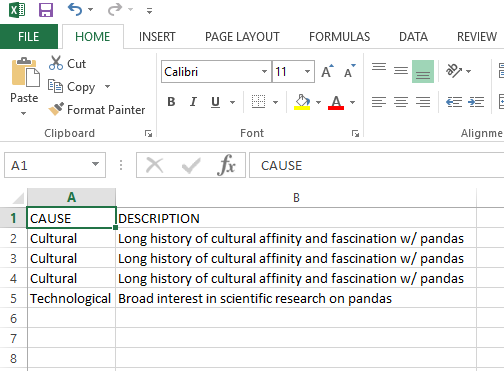 FILE HOME INSERT PAGE LAYOUT FORMULAS DATA REVIEW
Cut
Copy
Format Painter
Paste
Calibri 11 A A
B I U A
Clipboard Font Alignme
A1 fx CAUSE
A B
1 CAUSE DESCRIPTION
2 Cultural Long history of cultural affinity and fascination w/ pandas
3 Cultural Long history of cultural affinity and fascination w/ pandas
4 Cultural Long history of cultural affinity and fascination w/ pandas
5 Technological Broad interest in scientific research on pandas
6
7
8